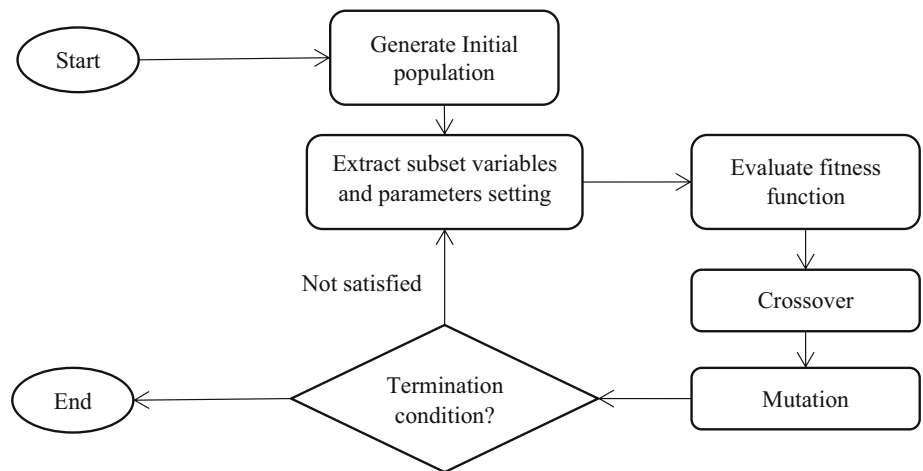 Start
Generate Initial
population
Extract subset variables
and parameters setting
Evaluate fitness
function
Crossover
Mutation
Termination
condition?
Not satisfied
End